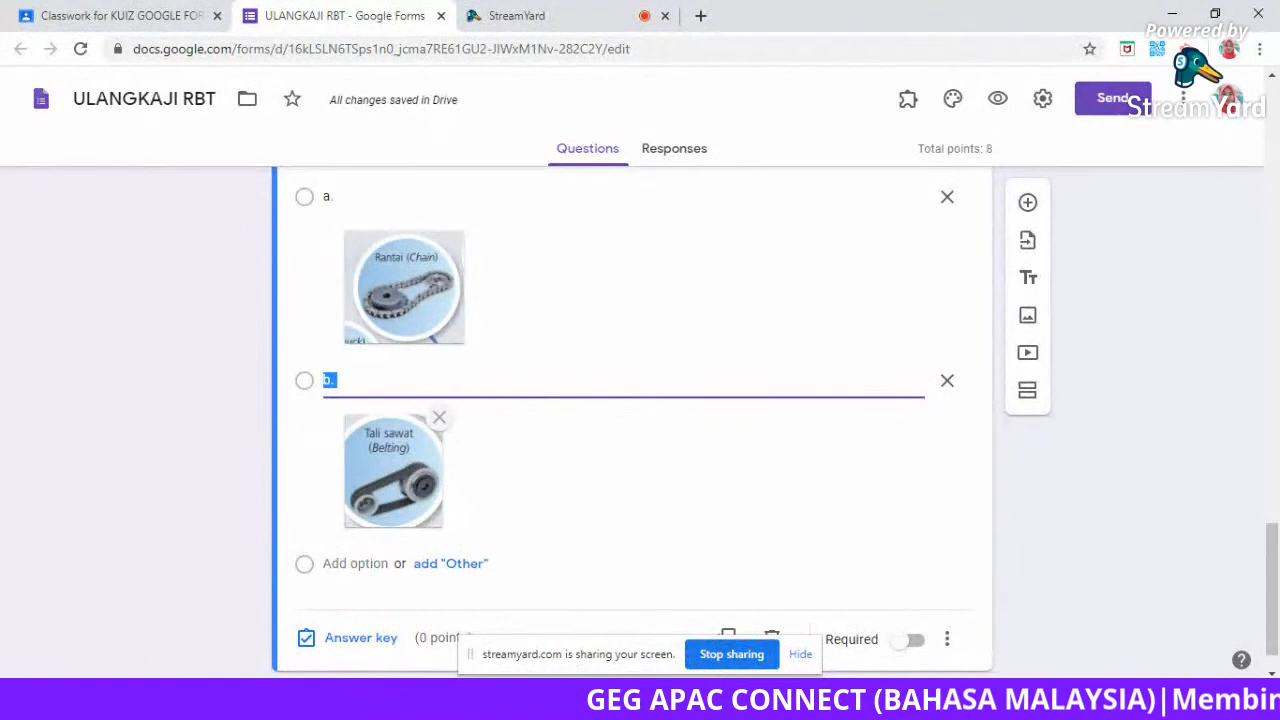 Classwork for KUIZ GOOGLE FOR
ULANGKAJI RBT - Google Forms
StreamYard
docs.google.com/forms/d/16kLSLN6TSps1n0_jcma7RE61GU2-JIWxM1Nv-282C2Y/edit
Powered by
StreamYard
ULANGKAJI RBT
All changes saved in Drive
Send
Questions
Responses
Total points: 8
a.
Rantai (Chain)
b.
Tali sawat
(Belting)
Add option or add "Other"
Answer key
(0 point
Required
streamyard.com is sharing your screen.
Stop sharing
Hide
GEG APAC CONNECT (BAHASA MALAYSIA)|Membin